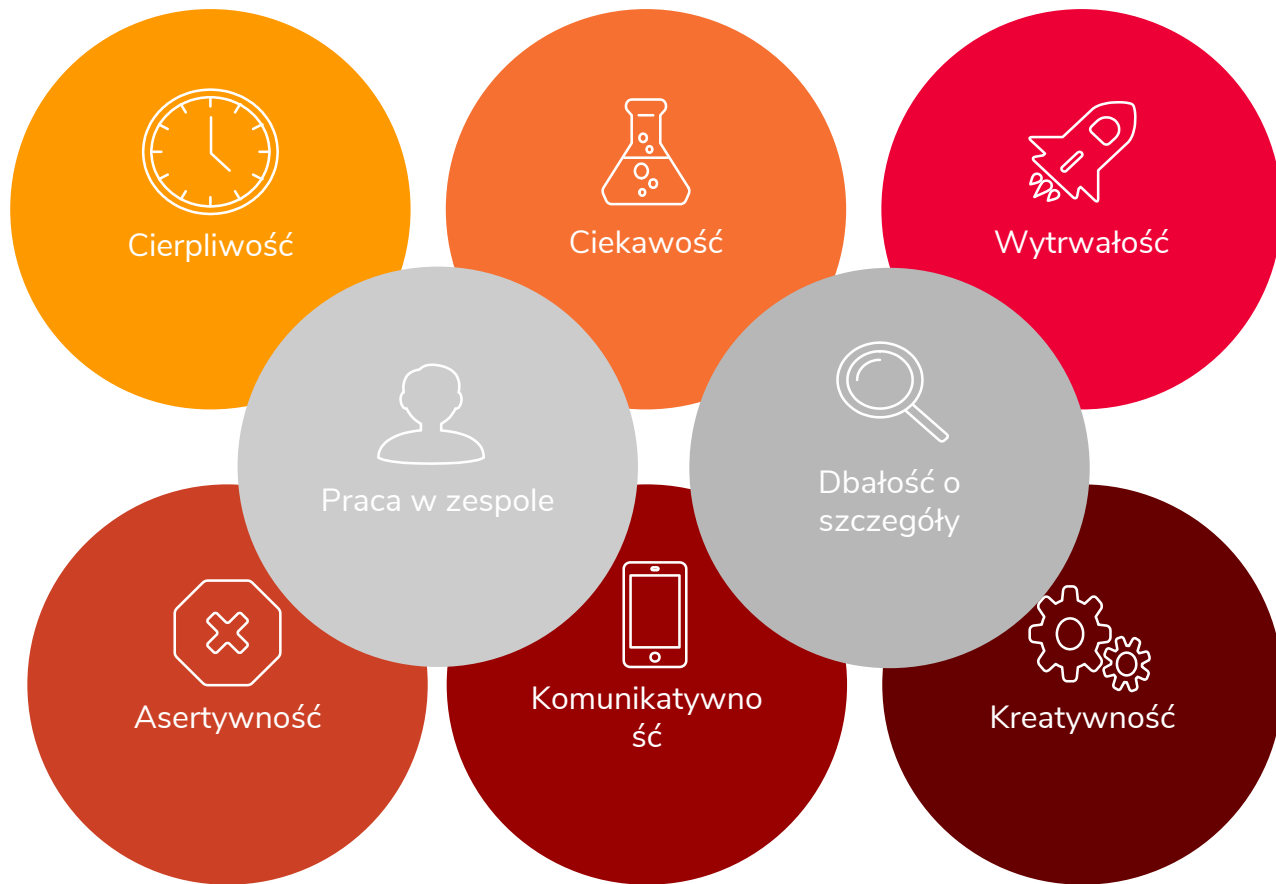 Cierpliwość
Ciekawość
Wytrwałość
Praca w zespole
Dbałość o
szczegóły
Asertywność
Komunikatywno
ść
Kreatywność